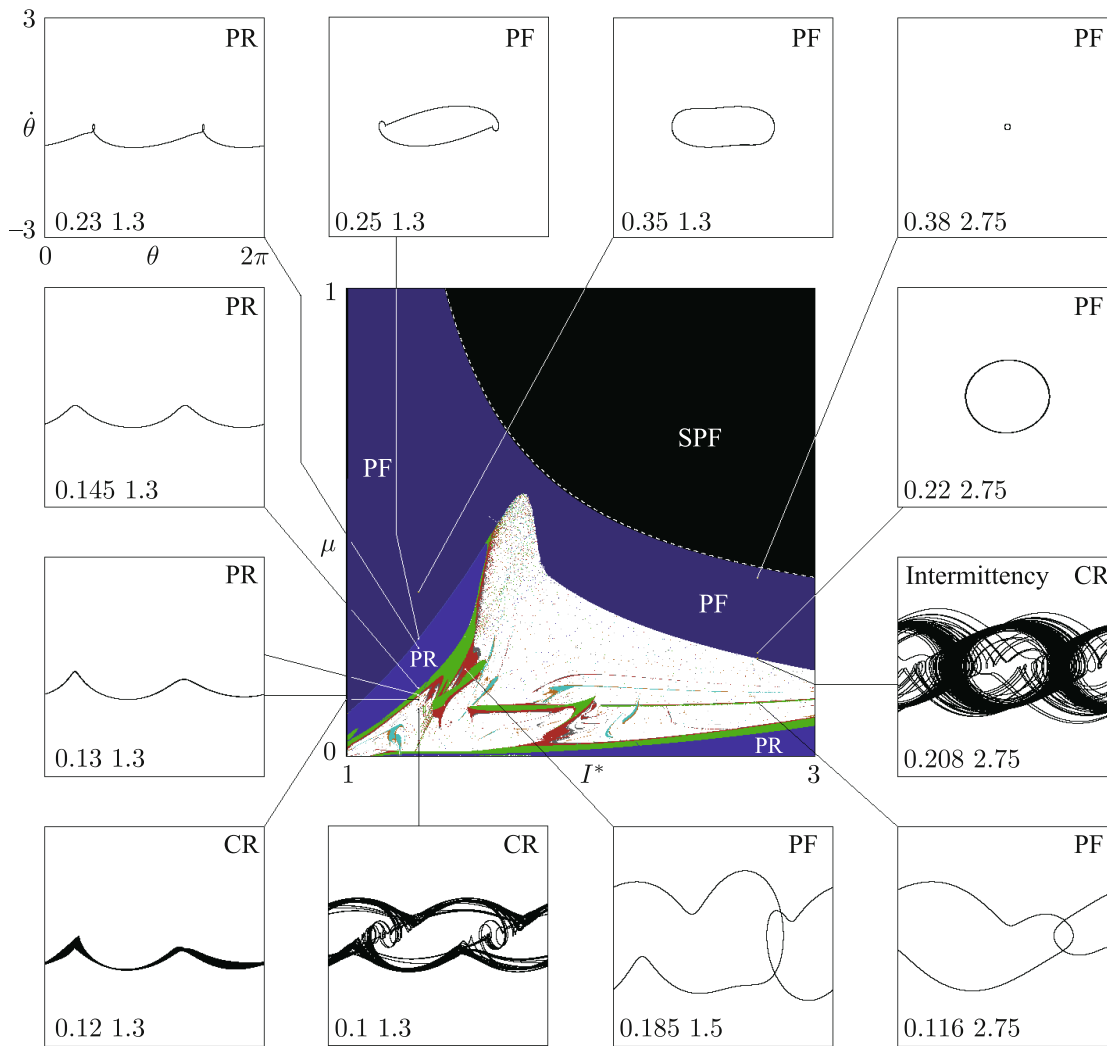 3
PR
θ̇
−3
0.23 1.3
0
θ
2π
PF
0.25 1.3
PF
0.35 1.3
PF
0.38 2.75
PR
0.145 1.3
1
PF
SPF
μ
PF
PR
PR
0
1
I*
3
PF
0.22 2.75
PR
0.13 1.3
Intermittency CR
0.208 2.75
CR
0.12 1.3
CR
0.1 1.3
PF
0.185 1.5
PF
0.116 2.75